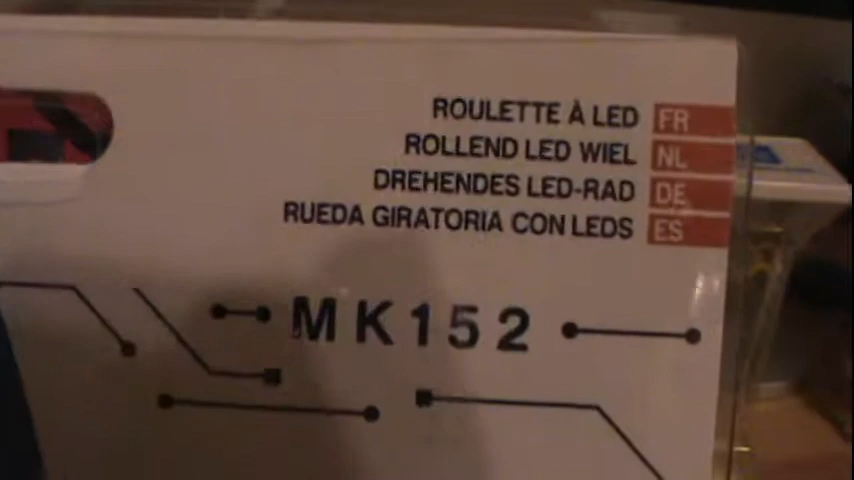 ROULETTE À LED FR
ROLLEND LED WIEL NL
DREHENDES LED-RAD DE
RUEDA GIRATORIA CON LEDS ES
MK152